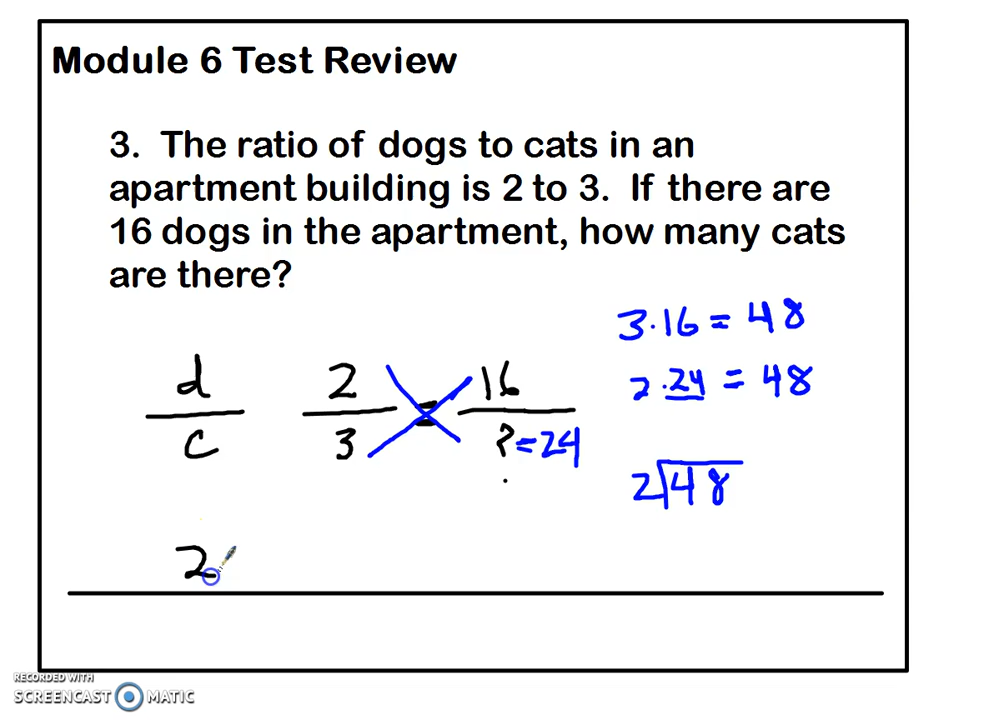 Module 6 Test Review
3. The ratio of dogs to cats in an
apartment building is 2 to 3. If there are
16 dogs in the apartment, how many cats
are there?
3·16 = 48
2·24 = 48
d 2 = 16
c 3 ? = 24
2⟌48
2
RECORDED WITH
SCREENCAST MATIC